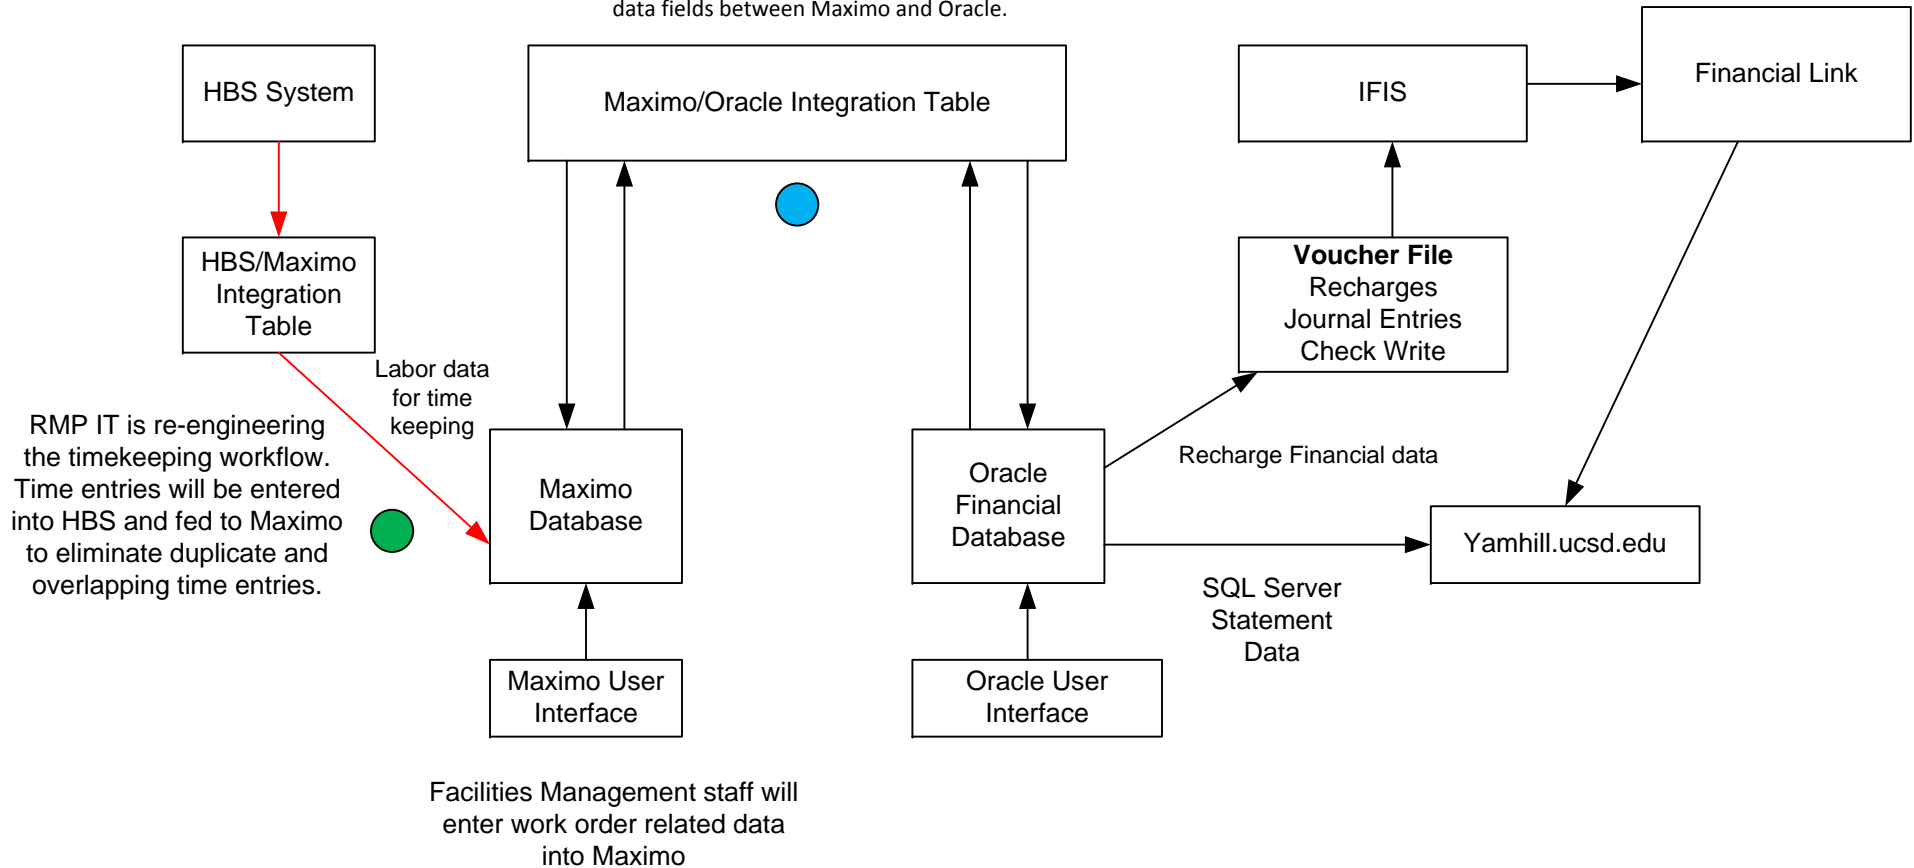 data fields between Maximo and Oracle.
HBS System
Maximo/Oracle Integration Table
IFIS
Financial Link
HBS/Maximo
Integration
Table
Voucher File
Recharges
Journal Entries
Check Write
Labor data
for time
keeping
RMP IT is re-engineering
the timekeeping workflow.
Time entries will be entered
into HBS and fed to Maximo
to eliminate duplicate and
overlapping time entries.
Maximo
Database
Oracle
Financial
Database
Recharge Financial data
Yamhill.ucsd.edu
SQL Server
Statement
Data
Maximo User
Interface
Oracle User
Interface
Facilities Management staff will
enter work order related data
into Maximo